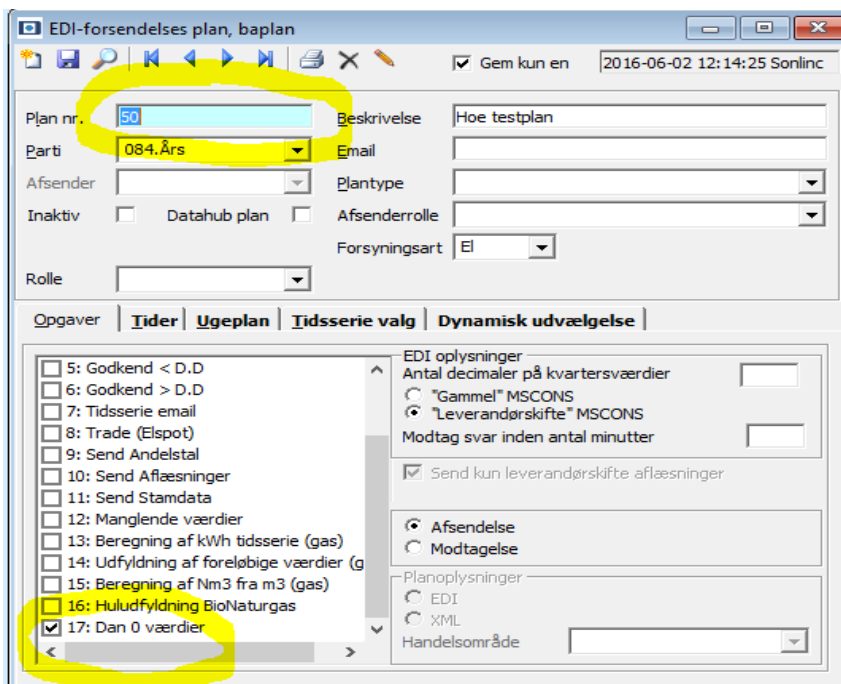 EDI-forsendelses plan, baplan
Gem kun en 2016-06-02 12:14:25 Sonlinc
Plan nr. 50 Beskrivelse Hoe testplan
Parti 084.Års Email
Afsender Plantype
Inaktiv Datahub plan Afsenderrolle
Forsyningsart El
Rolle
Opgaver Tider Ugeplan Tidsserie valg Dynamisk udvælgelse
5: Godkend < D.D
6: Godkend > D.D
7: Tidsserie email
8: Trade (Elspot)
9: Send Andelstal
10: Send Aflæsninger
11: Send Stamdata
12: Manglende værdier
13: Beregning af kWh tidsserie (gas)
14: Udfyldning af foreløbige værdier (g
15: Beregning af Nm3 fra m3 (gas)
16: Huludfyldning BioNaturgas
17: Dan 0 værdier
EDI oplysninger
Antal decimaler på kvartersværdier
"Gammel" MSCONS
"Leverandørskifte" MSCONS
Modtag svar inden antal minutter
Send kun leverandørskifte aflæsninger
Afsendelse
Modtagelse
Planoplysninger
EDI
XML
Handelsområde